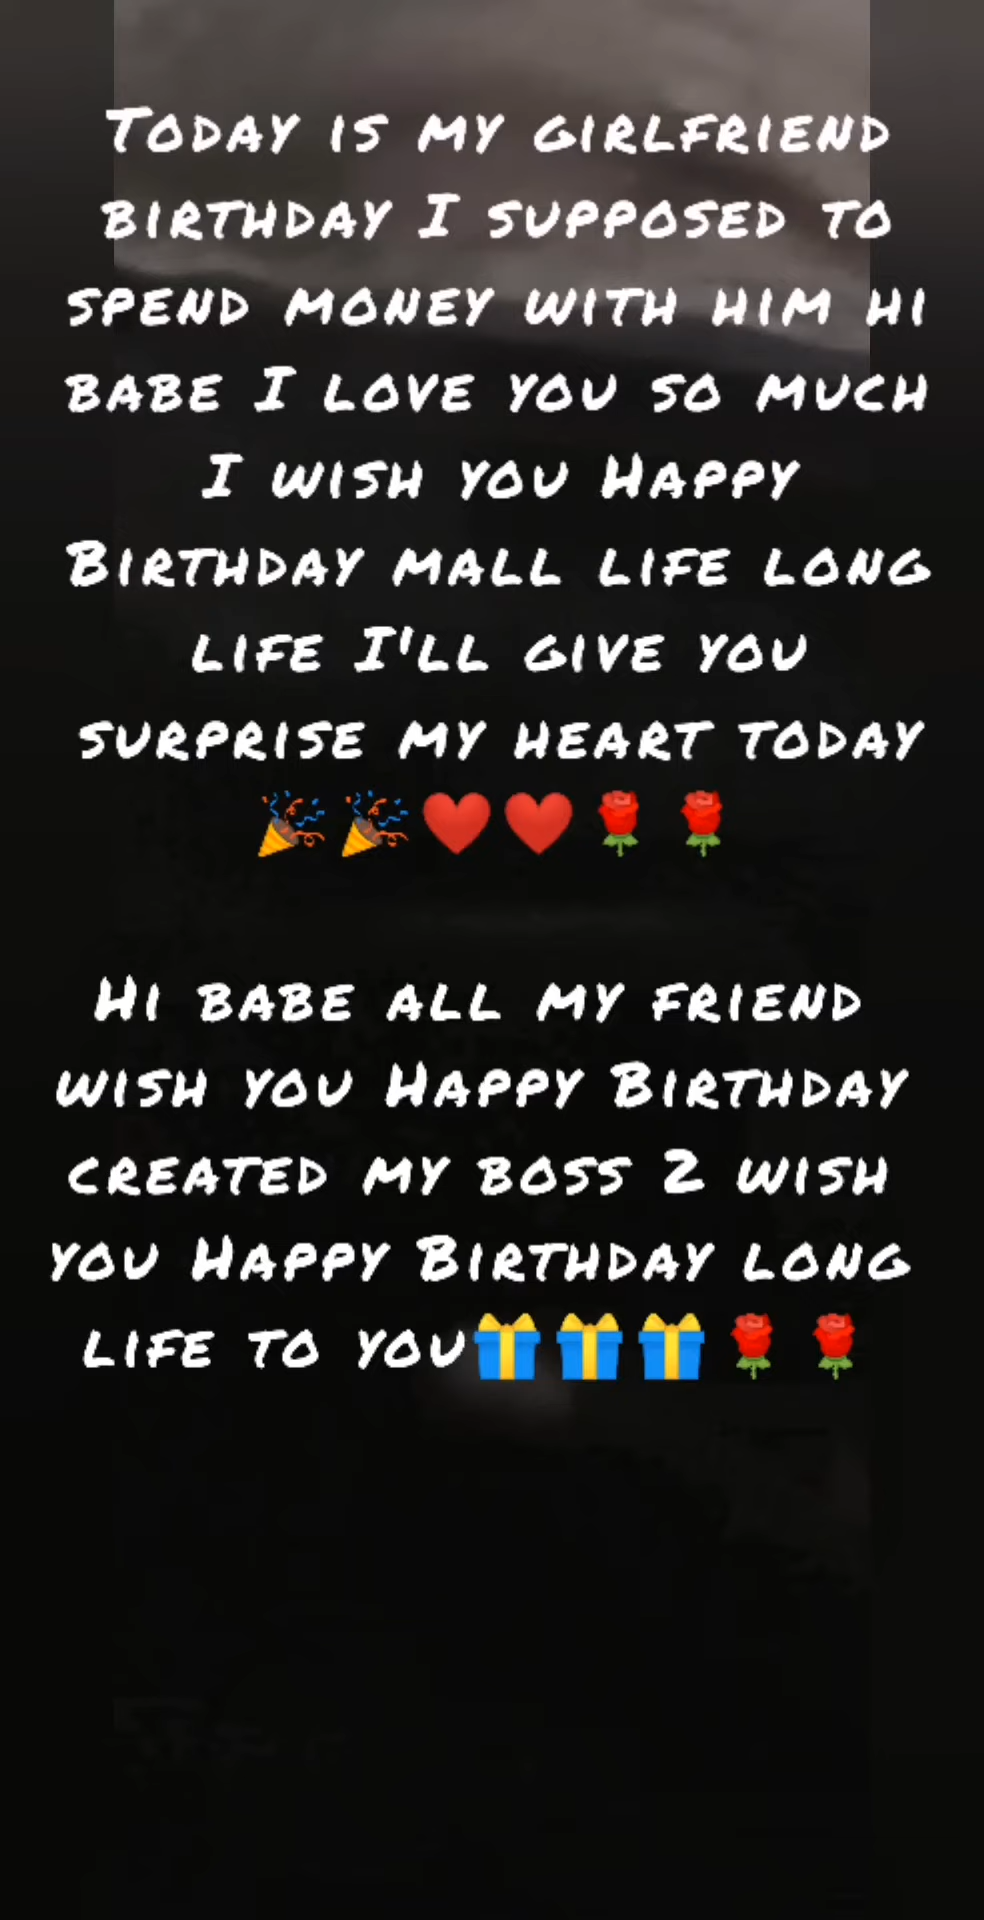 Today is my girlfriend
birthday I supposed to
spend money with him hi
babe I love you so much
I wish you Happy
Birthday mall life long
life I'll give you
surprise my heart today
🎉🎉❤️❤️🌹🌹
Hi babe all my friend
wish you Happy Birthday
created my boss 2 wish
you Happy Birthday long
life to you🎁🎁🎁🌹🌹